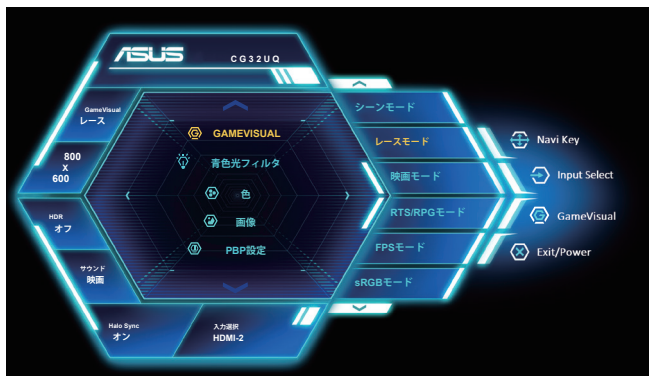 ASUS
CG32UQ
GameVisual
レース
800
X
600
HDR
オフ
サウンド
映画
Halo Sync
オン
入力選択
HDMI-2
GAMEVISUAL
青色光フィルタ
色
画像
PBP設定
シーンモード
レースモード
映画モード
RTS/RPGモード
FPSモード
sRGBモード
Navi Key
Input Select
GameVisual
Exit/Power